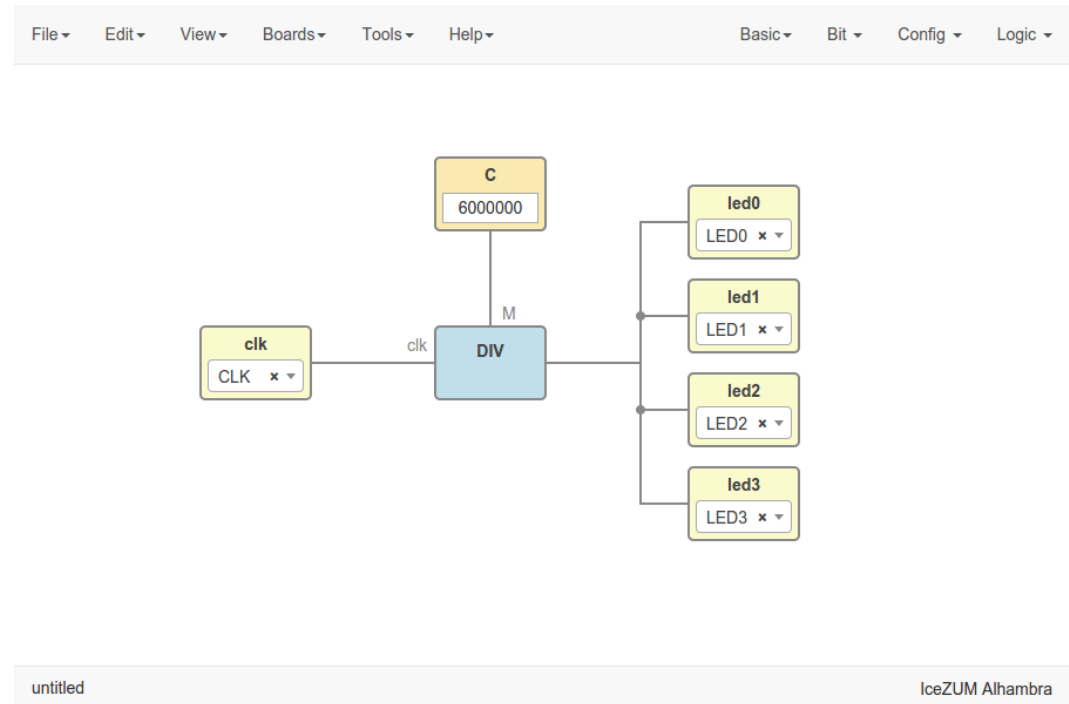 File Edit View Boards Tools Help Basic Bit Config Logic
C
6000000
led0
LED0 ×
led1
LED1 ×
M
clk
CLK ×
clk
DIV
led2
LED2 ×
led3
LED3 ×
untitled IceZUM Alhambra